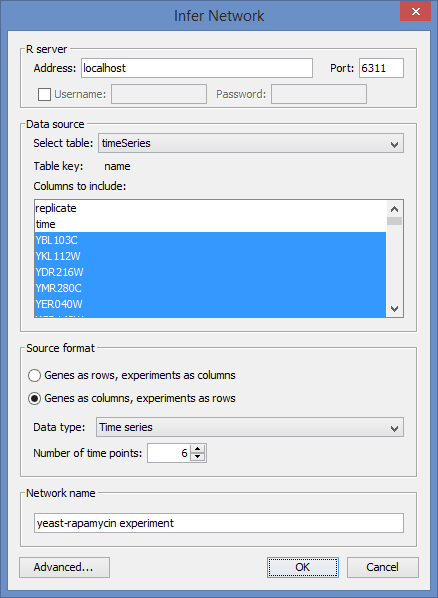 Infer Network
R server
Address: localhost Port: 6311
Username: Password:
Data source
Select table: timeSeries
Table key: name
Columns to include:
replicate
time
YBL103C
YKL112W
YDR216W
YMR280C
YER040W
Source format
Genes as rows, experiments as columns
Genes as columns, experiments as rows
Data type: Time series
Number of time points: 6
Network name
yeast-rapamycin experiment
Advanced... OK Cancel